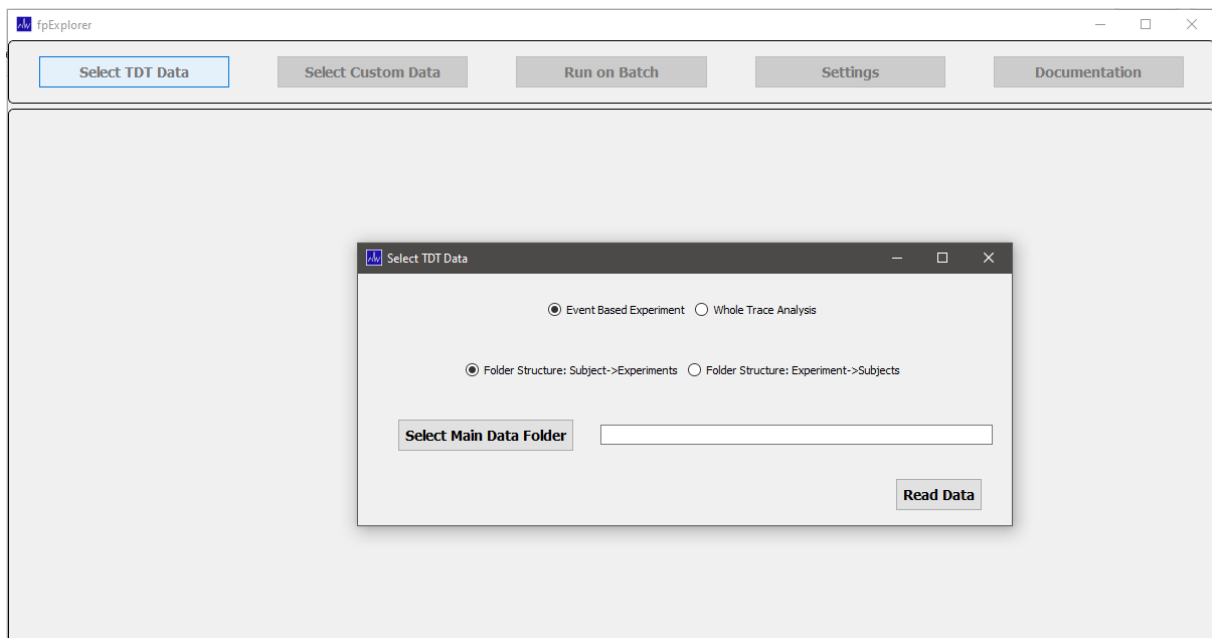 fpExplorer
Select TDT Data Select Custom Data Run on Batch Settings Documentation
Select TDT Data
Event Based Experiment Whole Trace Analysis
Folder Structure: Subject->Experiments Folder Structure: Experiment->Subjects
Select Main Data Folder
Read Data